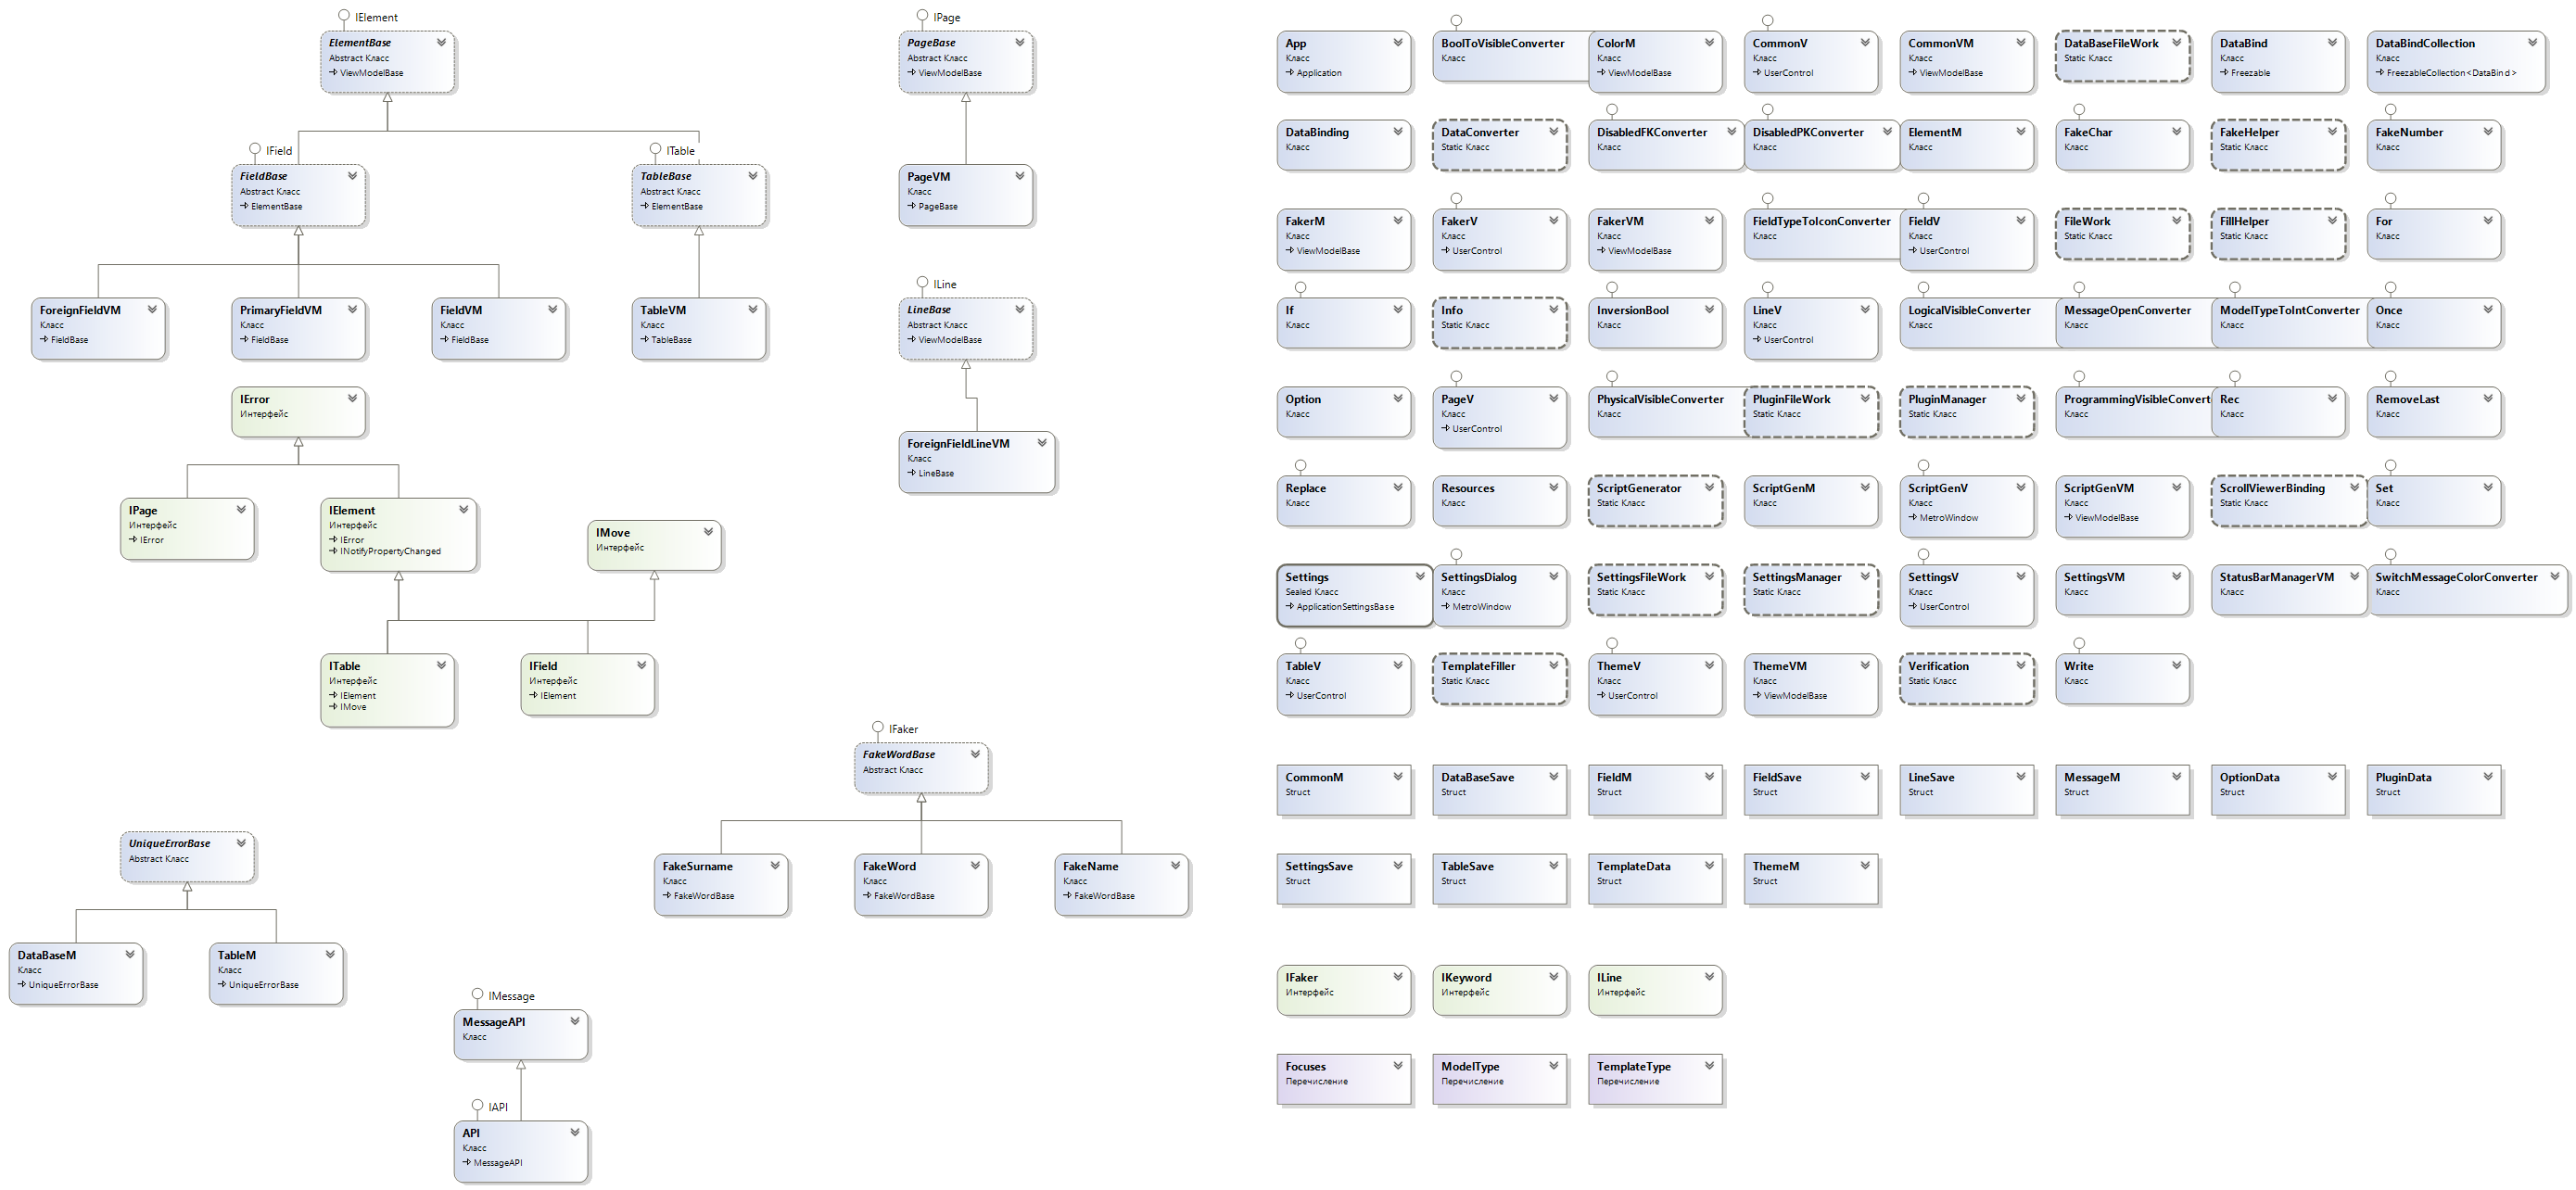 IElement
ElementBase
Abstract Класс
ViewModelBase
IField
FieldBase
Abstract Класс
ElementBase
ITable
TableBase
Abstract Класс
ElementBase
ForeignFieldVM
Класс
FieldBase
PrimaryFieldVM
Класс
FieldBase
FieldVM
Класс
FieldBase
TableVM
Класс
TableBase
IPage
PageBase
Abstract Класс
ViewModelBase
PageVM
Класс
PageBase
ILine
LineBase
Abstract Класс
ViewModelBase
ForeignFieldLineVM
Класс
LineBase
IError
Интерфейс
IPage
Интерфейс
IError
IElement
Интерфейс
IError
INotifyPropertyChanged
IMove
Интерфейс
ITable
Интерфейс
IElement
IMove
IField
Интерфейс
IElement
IFaker
FakeWordBase
Abstract Класс
FakeSurname
Класс
FakeWordBase
FakeWord
Класс
FakeWordBase
FakeName
Класс
FakeWordBase
UniqueErrorBase
Abstract Класс
DataBaseM
Класс
UniqueErrorBase
TableM
Класс
UniqueErrorBase
IMessage
MessageAPI
Класс
IAPI
API
Класс
MessageAPI
App
Класс
Application
BoolToVisibleConverter
Класс
ColorM
Класс
ViewModelBase
CommonV
Класс
UserControl
CommonVM
Класс
ViewModelBase
DataBaseFileWork
Static Класс
DataBind
Класс
Freezable
DataBindCollection
Класс
FreezableCollection<DataBind>
DataBinding
Класс
DataConverter
Static Класс
DisabledFKConverter
Класс
DisabledPKConverter
Класс
ElementM
Класс
FakeChar
Класс
FakeHelper
Static Класс
FakeNumber
Класс
FakerM
Класс
ViewModelBase
FakerV
Класс
UserControl
FakerVM
Класс
ViewModelBase
FieldTypeToIconConverter
Класс
FieldV
Класс
UserControl
FileWork
Static Класс
FillHelper
Static Класс
For
Класс
If
Класс
Info
Static Класс
InversionBool
Класс
LineV
Класс
UserControl
LogicalVisibleConverter
Класс
MessageOpenConverter
Класс
ModelTypeToIntConverter
Класс
Once
Класс
Option
Класс
PageV
Класс
UserControl
PhysicalVisibleConverter
Класс
PluginFileWork
Static Класс
PluginManager
Static Класс
ProgrammingVisibleConvert
Класс
Rec
Класс
RemoveLast
Класс
Replace
Класс
Resources
Класс
ScriptGenerator
Static Класс
ScriptGenM
Класс
ScriptGenV
Класс
MetroWindow
ScriptGenVM
Класс
ViewModelBase
ScrollViewerBinding
Static Класс
Set
Класс
Settings
Sealed Класс
ApplicationSettingsBase
SettingsDialog
Класс
MetroWindow
SettingsFileWork
Static Класс
SettingsManager
Static Класс
SettingsV
Класс
UserControl
SettingsVM
Класс
StatusBarManagerVM
Класс
SwitchMessageColorConverter
Класс
TableV
Класс
UserControl
TemplateFiller
Static Класс
ThemeV
Класс
UserControl
ThemeVM
Класс
ViewModelBase
Verification
Static Класс
Write
Класс
CommonM
Struct
DataBaseSave
Struct
FieldM
Struct
FieldSave
Struct
LineSave
Struct
MessageM
Struct
OptionData
Struct
PluginData
Struct
SettingsSave
Struct
TableSave
Struct
TemplateData
Struct
ThemeM
Struct
IFaker
Интерфейс
IKeyword
Интерфейс
ILine
Интерфейс
Focuses
Перечисление
ModelType
Перечисление
TemplateType
Перечисление